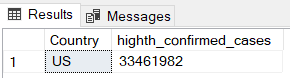 Results Messages
Country highth_confirmed_cases
1 US 33461982